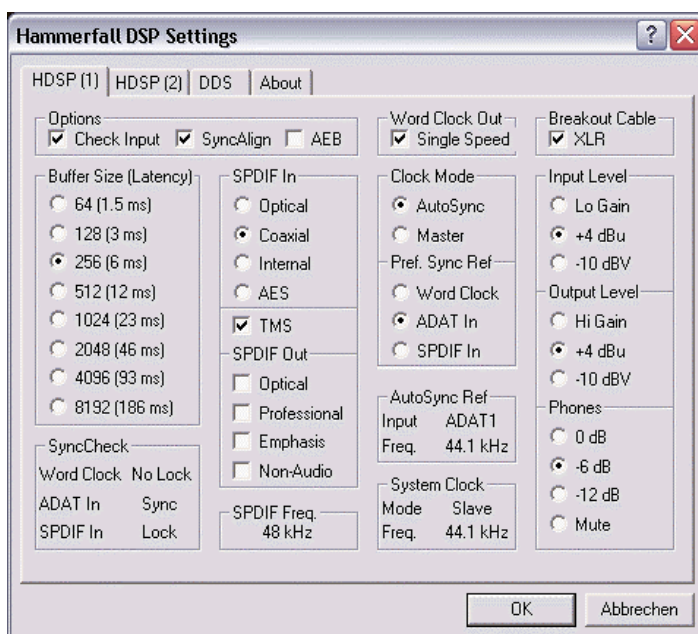 Hammerfall DSP Settings
HDSP (1) HDSP (2) DDS About
Options
Check Input SyncAlign AEB
Word Clock Out
Single Speed
Breakout Cable
XLR
Buffer Size (Latency)
64 (1.5 ms)
128 (3 ms)
256 (6 ms)
512 (12 ms)
1024 (23 ms)
2048 (46 ms)
4096 (93 ms)
8192 (186 ms)
SyncCheck
Word Clock No Lock
ADAT In Sync
SPDIF In Lock
SPDIF In
Optical
Coaxial
Internal
AES
TMS
SPDIF Out
Optical
Professional
Emphasis
Non-Audio
SPDIF Freq.
48 kHz
Clock Mode
AutoSync
Master
Pref. Sync Ref
Word Clock
ADAT In
SPDIF In
AutoSync Ref
Input ADAT1
Freq. 44.1 kHz
System Clock
Mode Slave
Freq. 44.1 kHz
Input Level
Lo Gain
+4 dBu
-10 dBV
Output Level
Hi Gain
+4 dBu
-10 dBV
Phones
0 dB
-6 dB
-12 dB
Mute
OK Abbrechen